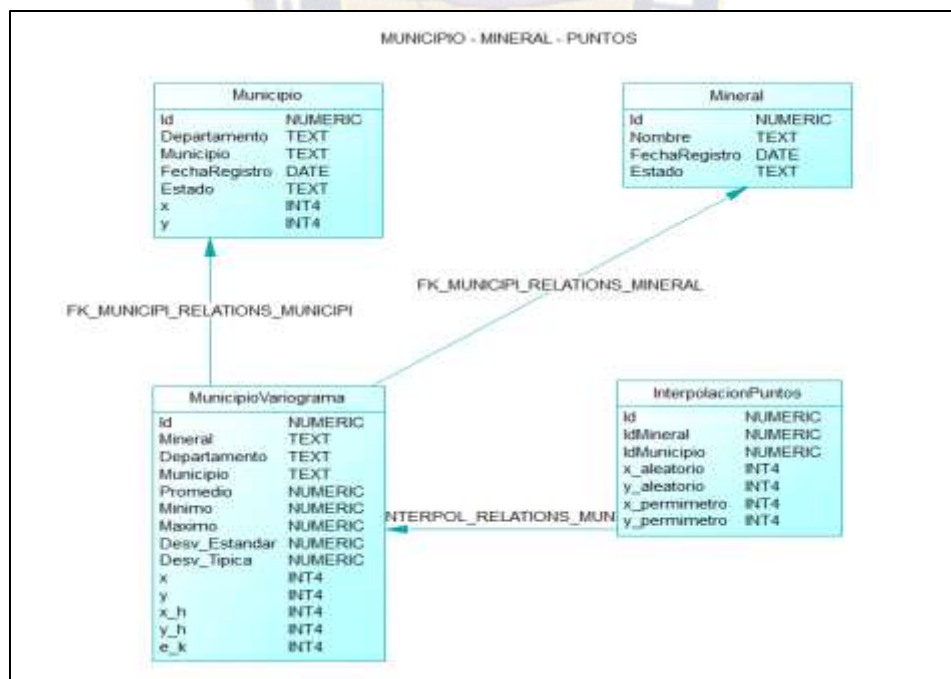 MUNICIPIO - MINERAL - PUNTOS
Municipio
Id NUMERIC
Departamento TEXT
Municipio TEXT
FechaRegistro DATE
Estado TEXT
x INT4
y INT4
Mineral
Id NUMERIC
Nombre TEXT
FechaRegistro DATE
Estado TEXT
FK_MUNICIPI_RELATIONS_MINERAL
FK_MUNICIPI_RELATIONS_MUNICIPI
MunicipioVariograma
Id NUMERIC
Mineral TEXT
Departamento TEXT
Municipio TEXT
Promedio NUMERIC
Minimo NUMERIC
Maximo NUMERIC
Desv_Estandar NUMERIC
Desv_Tipica NUMERIC
x INT4
y INT4
x_h INT4
y_h INT4
e_k INT4
InterpolacionPuntos
Id NUMERIC
IdMineral NUMERIC
IdMunicipio NUMERIC
x_aleatorio INT4
y_aleatorio INT4
x_permimetro INT4
y_permimetro INT4
NTERPOL_RELATIONS_MUN